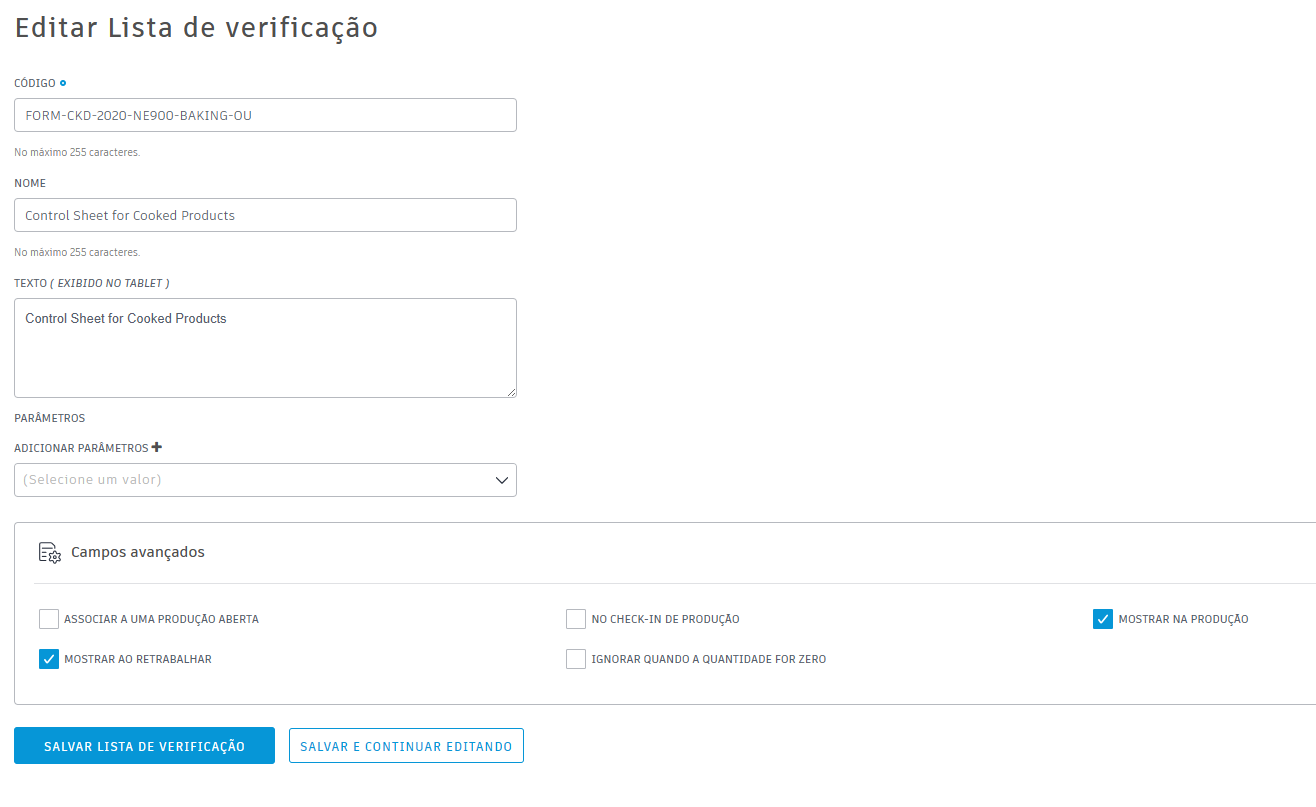 Editar Lista de verificação
CÓDIGO
FORM-CKD-2020-NE900-BAKING-OU
No máximo 255 caracteres.
NOME
Control Sheet for Cooked Products
No máximo 255 caracteres.
TEXTO ( EXIBIDO NO TABLET )
Control Sheet for Cooked Products
PARÂMETROS
ADICIONAR PARÂMETROS
(Selecione um valor)
Campos avançados
ASSOCIAR A UMA PRODUÇÃO ABERTA
NO CHECK-IN DE PRODUÇÃO
MOSTRAR NA PRODUÇÃO
MOSTRAR AO RETRABALHAR
IGNORAR QUANDO A QUANTIDADE FOR ZERO
SALVAR LISTA DE VERIFICAÇÃO
SALVAR E CONTINUAR EDITANDO